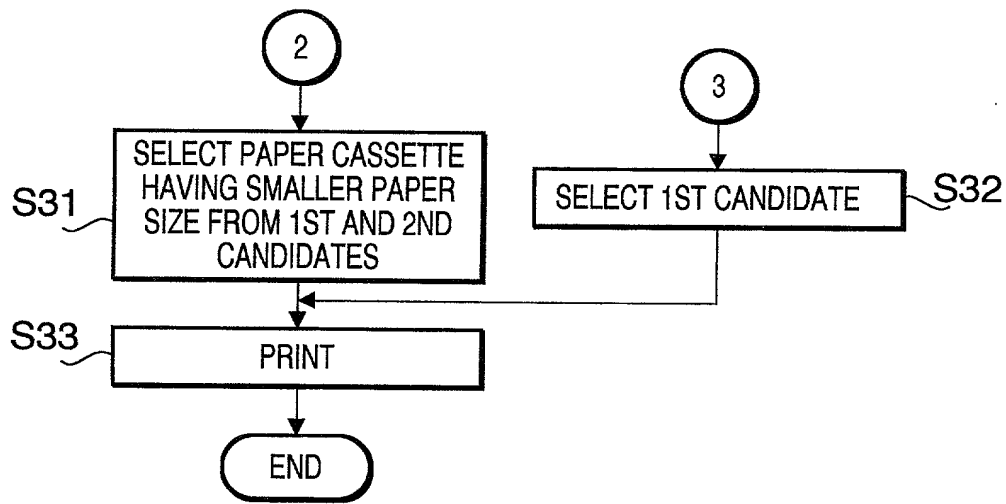 2
3
SELECT PAPER CASSETTE
HAVING SMALLER PAPER
SIZE FROM 1ST AND 2ND
CANDIDATES
S31
SELECT 1ST CANDIDATE
S32
S33
PRINT
END